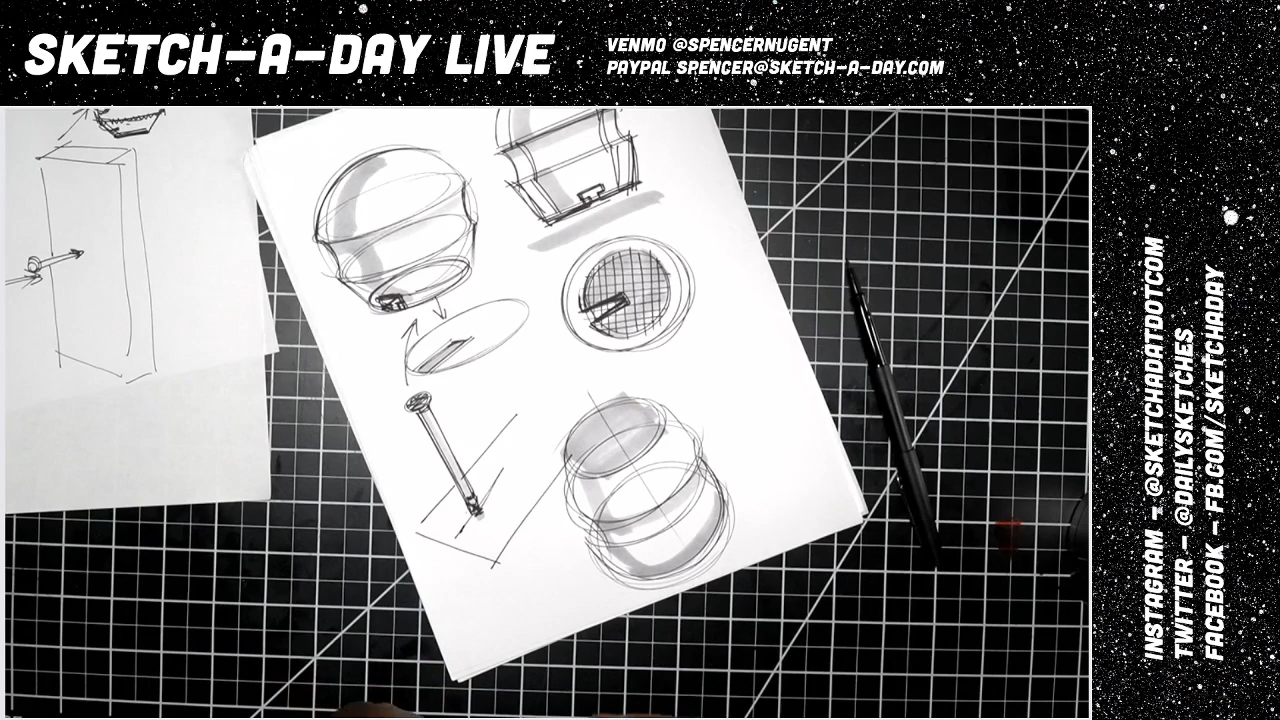 SKETCH-A-DAY LIVE
VENMO @SPENCERNUGENT
PAYPAL SPENCER@SKETCH-A-DAY.COM
INSTAGRAM - @SKETCHADAYDOTCOM
TWITTER - @DAILYSKETCHES
FACEBOOK - FB.COM/SKETCHADAY